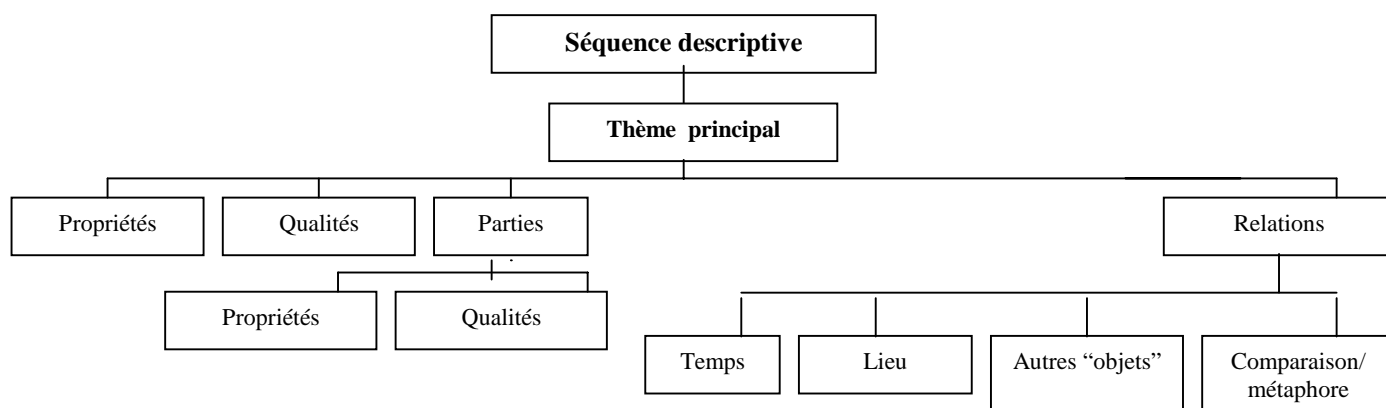 Séquence descriptive
Thème principal
Propriétés
Qualités
Parties
Relations
Propriétés
Qualités
Temps
Lieu
Autres “objets”
Comparaison/
métaphore